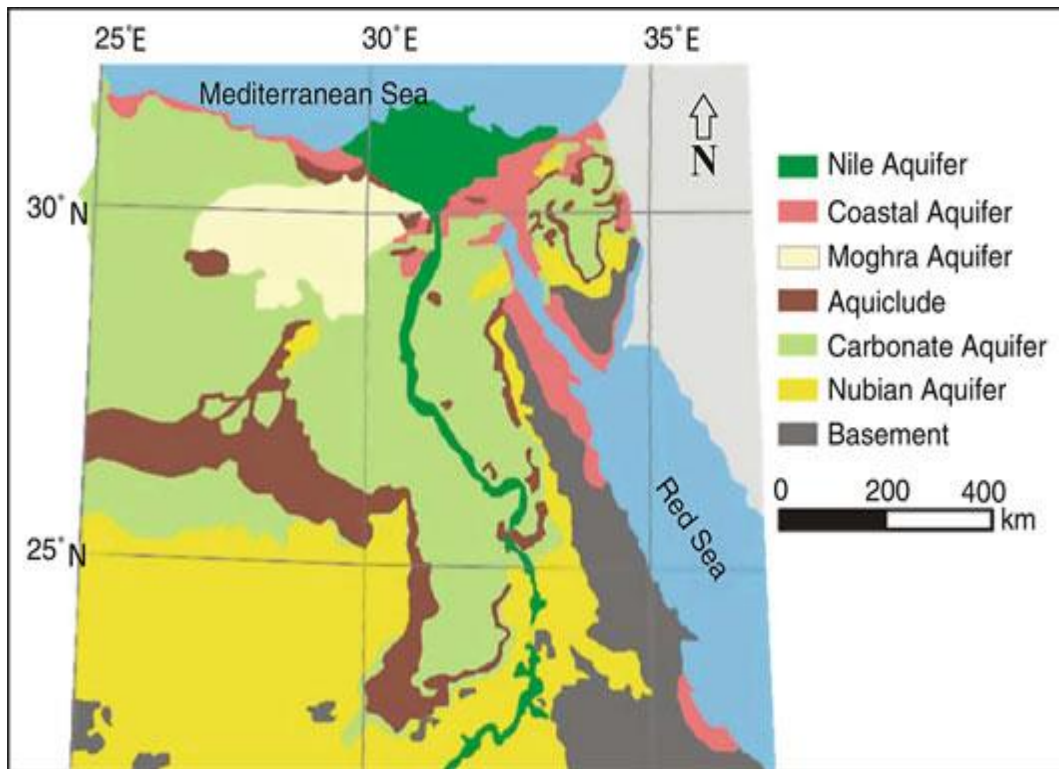 25°E 30°E 35°E
Mediterranean Sea
N
30° N
25° N
Red Sea
Nile Aquifer
Coastal Aquifer
Moghra Aquifer
Aquiclude
Carbonate Aquifer
Nubian Aquifer
Basement
0 200 400
km